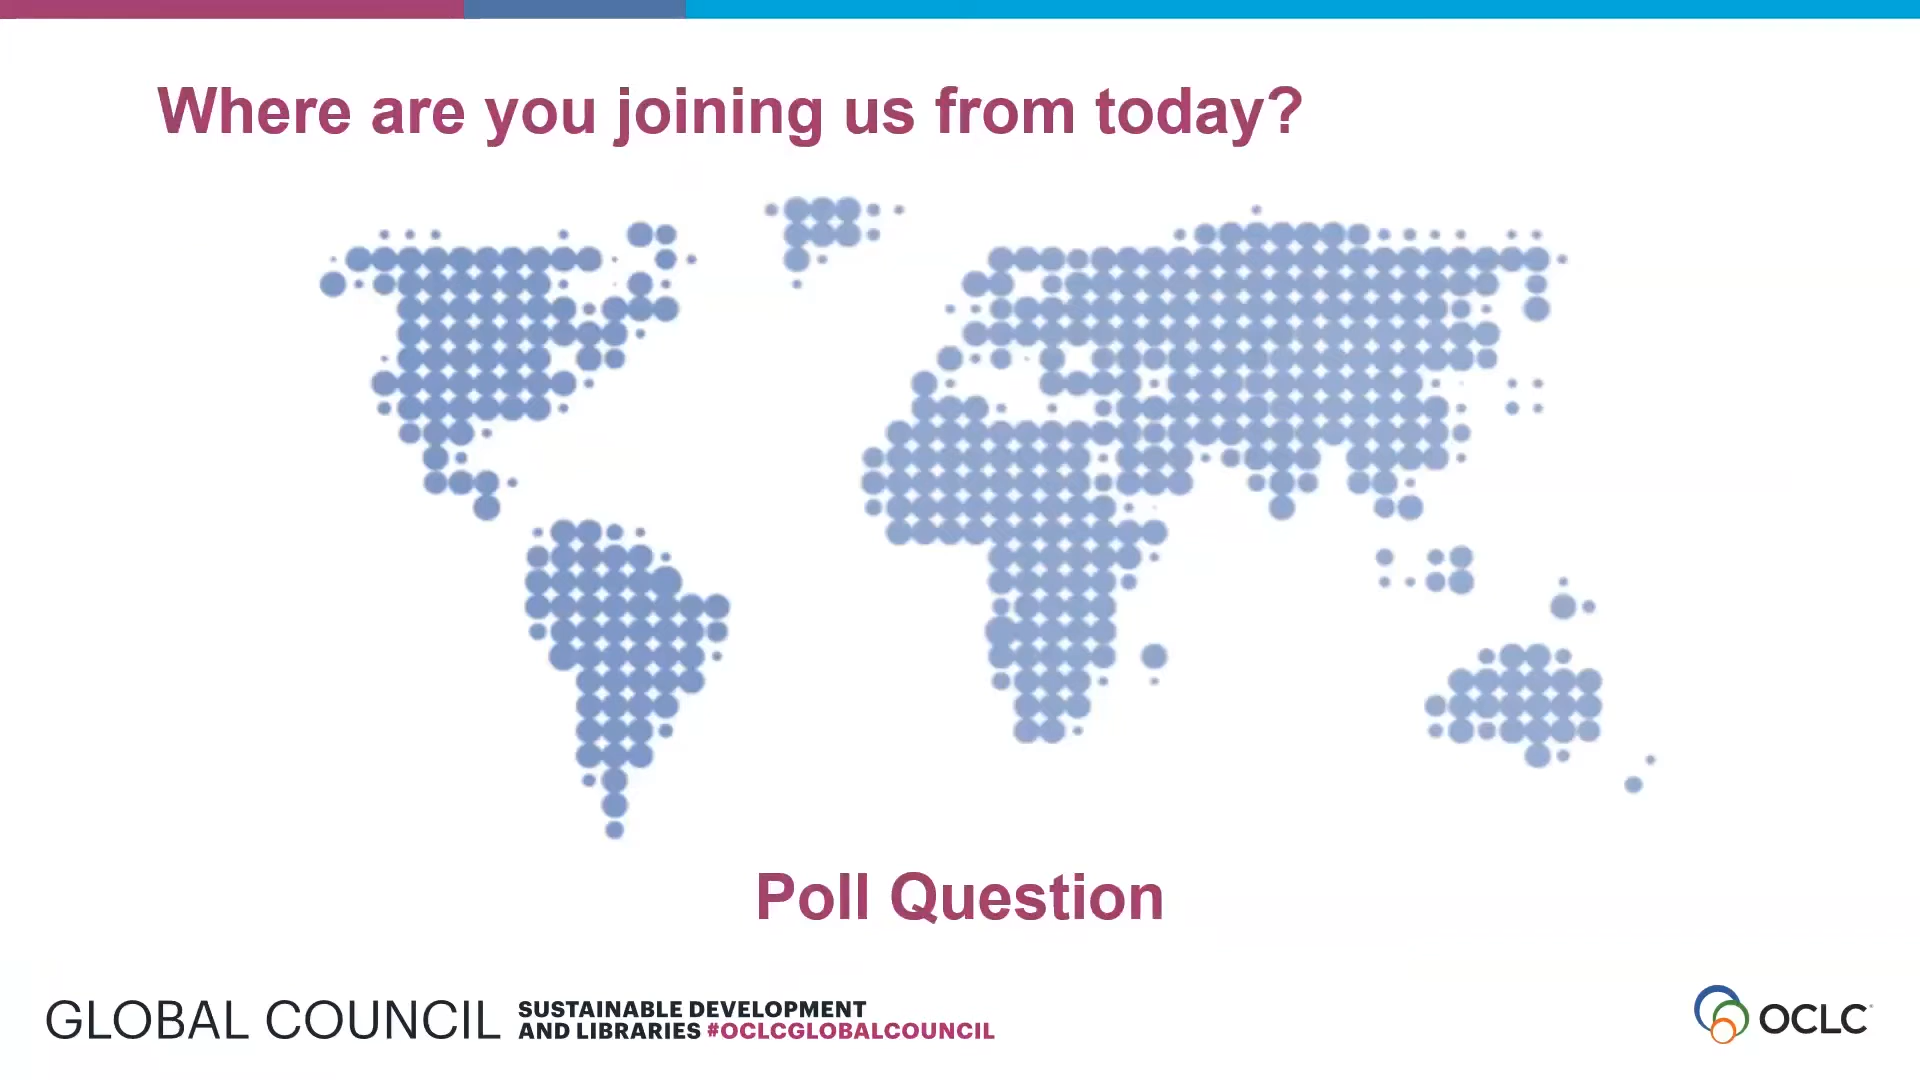 Where are you joining us from today?
Poll Question
GLOBAL COUNCIL
SUSTAINABLE DEVELOPMENT
AND LIBRARIES #OCLCGLOBALCOUNCIL
OCLC